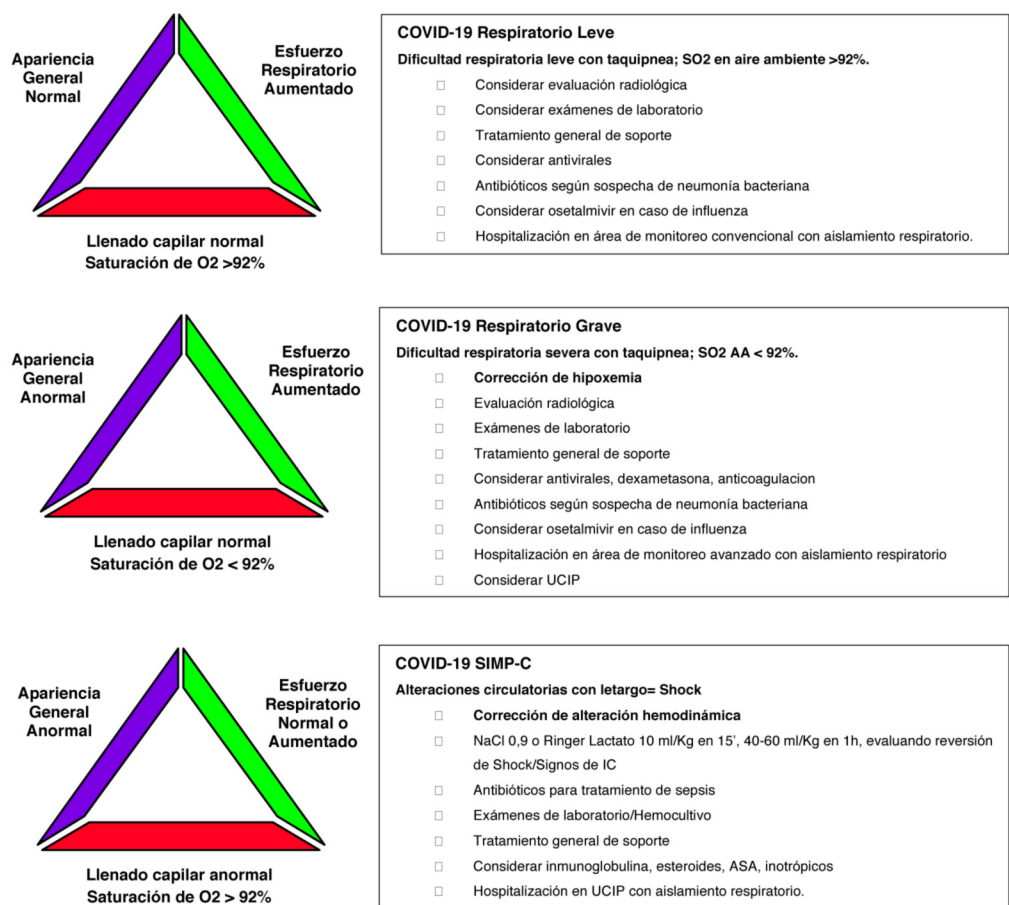 Apariencia
General
Normal
Esfuerzo
Respiratorio
Aumentado
Llenado capilar normal
Saturación de O2 >92%
COVID-19 Respiratorio Leve
Dificultad respiratoria leve con taquipnea; SO2 en aire ambiente >92%.
Considerar evaluación radiológica
Considerar exámenes de laboratorio
Tratamiento general de soporte
Considerar antivirales
Antibióticos según sospecha de neumonía bacteriana
Considerar osetalmivir en caso de influenza
Hospitalización en área de monitoreo convencional con aislamiento respiratorio.
Apariencia
General
Anormal
Esfuerzo
Respiratorio
Aumentado
Llenado capilar normal
Saturación de O2 < 92%
COVID-19 Respiratorio Grave
Dificultad respiratoria severa con taquipnea; SO2 AA < 92%.
Corrección de hipoxemia
Evaluación radiológica
Exámenes de laboratorio
Tratamiento general de soporte
Considerar antivirales, dexametasona, anticoagulacion
Antibióticos según sospecha de neumonía bacteriana
Considerar osetalmivir en caso de influenza
Hospitalización en área de monitoreo avanzado con aislamiento respiratorio
Considerar UCIP
Apariencia
General
Anormal
Esfuerzo
Respiratorio
Normal o
Aumentado
Llenado capilar anormal
Saturación de O2 > 92%
COVID-19 SIMP-C
Alteraciones circulatorias con letargo= Shock
Corrección de alteración hemodinámica
NaCl 0,9 o Ringer Lactato 10 ml/Kg en 15’, 40-60 ml/Kg en 1h, evaluando reversión
de Shock/Signos de IC
Antibióticos para tratamiento de sepsis
Exámenes de laboratorio/Hemocultivo
Tratamiento general de soporte
Considerar inmunoglobulina, esteroides, ASA, inotrópicos
Hospitalización en UCIP con aislamiento respiratorio.